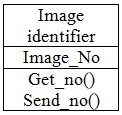 Image
identifier
Image_No
Get_no()
Send_no()